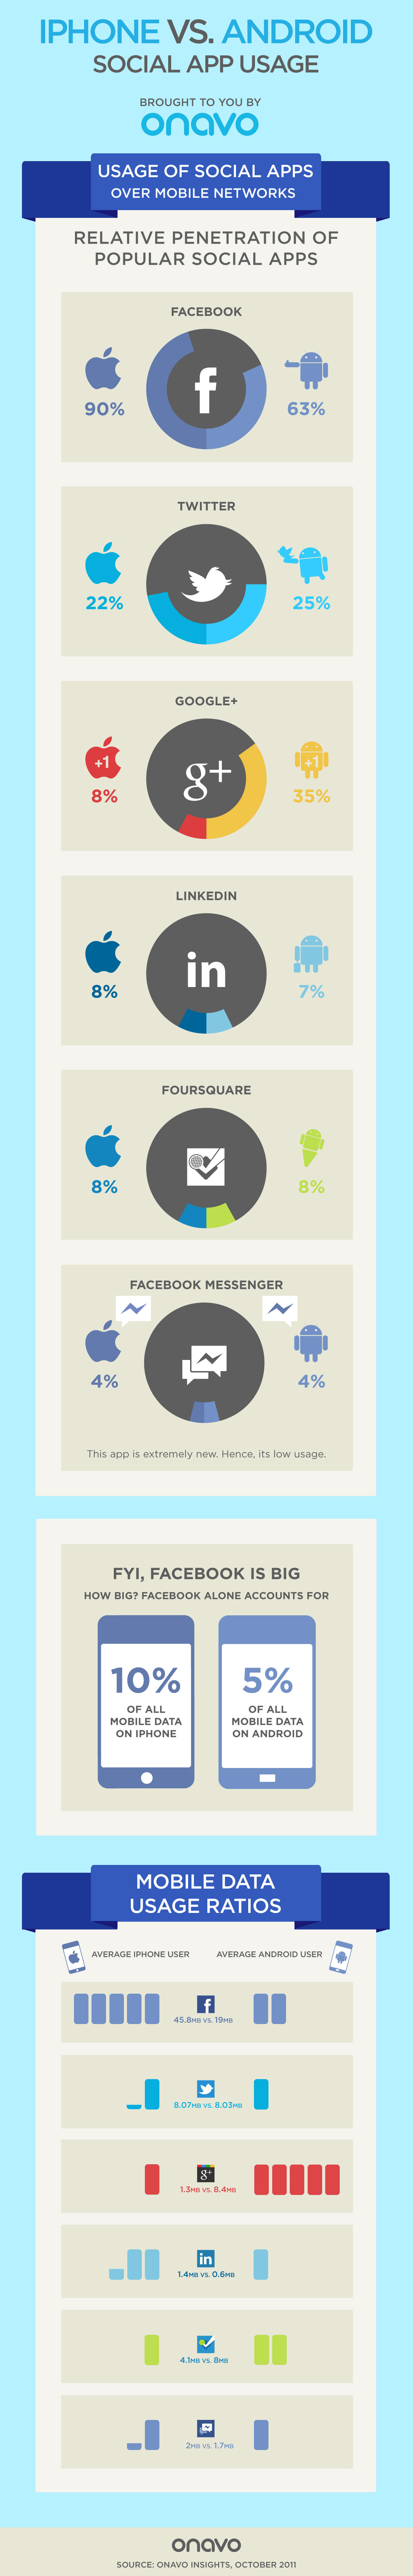 IPHONE VS. ANDROID
SOCIAL APP USAGE
BROUGHT TO YOU BY
onavo
USAGE OF SOCIAL APPS
OVER MOBILE NETWORKS
RELATIVE PENETRATION OF
POPULAR SOCIAL APPS
FACEBOOK
f
90%
63%
TWITTER
22%
25%
GOOGLE+
+1
g+
+1
8%
35%
LINKEDIN
in
8%
7%
FOURSQUARE
8%
8%
FACEBOOK MESSENGER
4%
4%
This app is extremely new. Hence, its low usage.
FYI, FACEBOOK IS BIG
HOW BIG? FACEBOOK ALONE ACCOUNTS FOR
10%
OF ALL
MOBILE DATA
ON IPHONE
5%
OF ALL
MOBILE DATA
ON ANDROID
MOBILE DATA
USAGE RATIOS
AVERAGE IPHONE USER
AVERAGE ANDROID USER
f
45.8MB VS. 19MB
8.07MB VS. 8.03MB
g+
1.3MB VS. 8.4MB
in
1.4MB VS. 0.6MB
4.1MB VS. 8MB
2MB VS. 1.7MB
onavo
SOURCE: ONAVO INSIGHTS, OCTOBER 2011